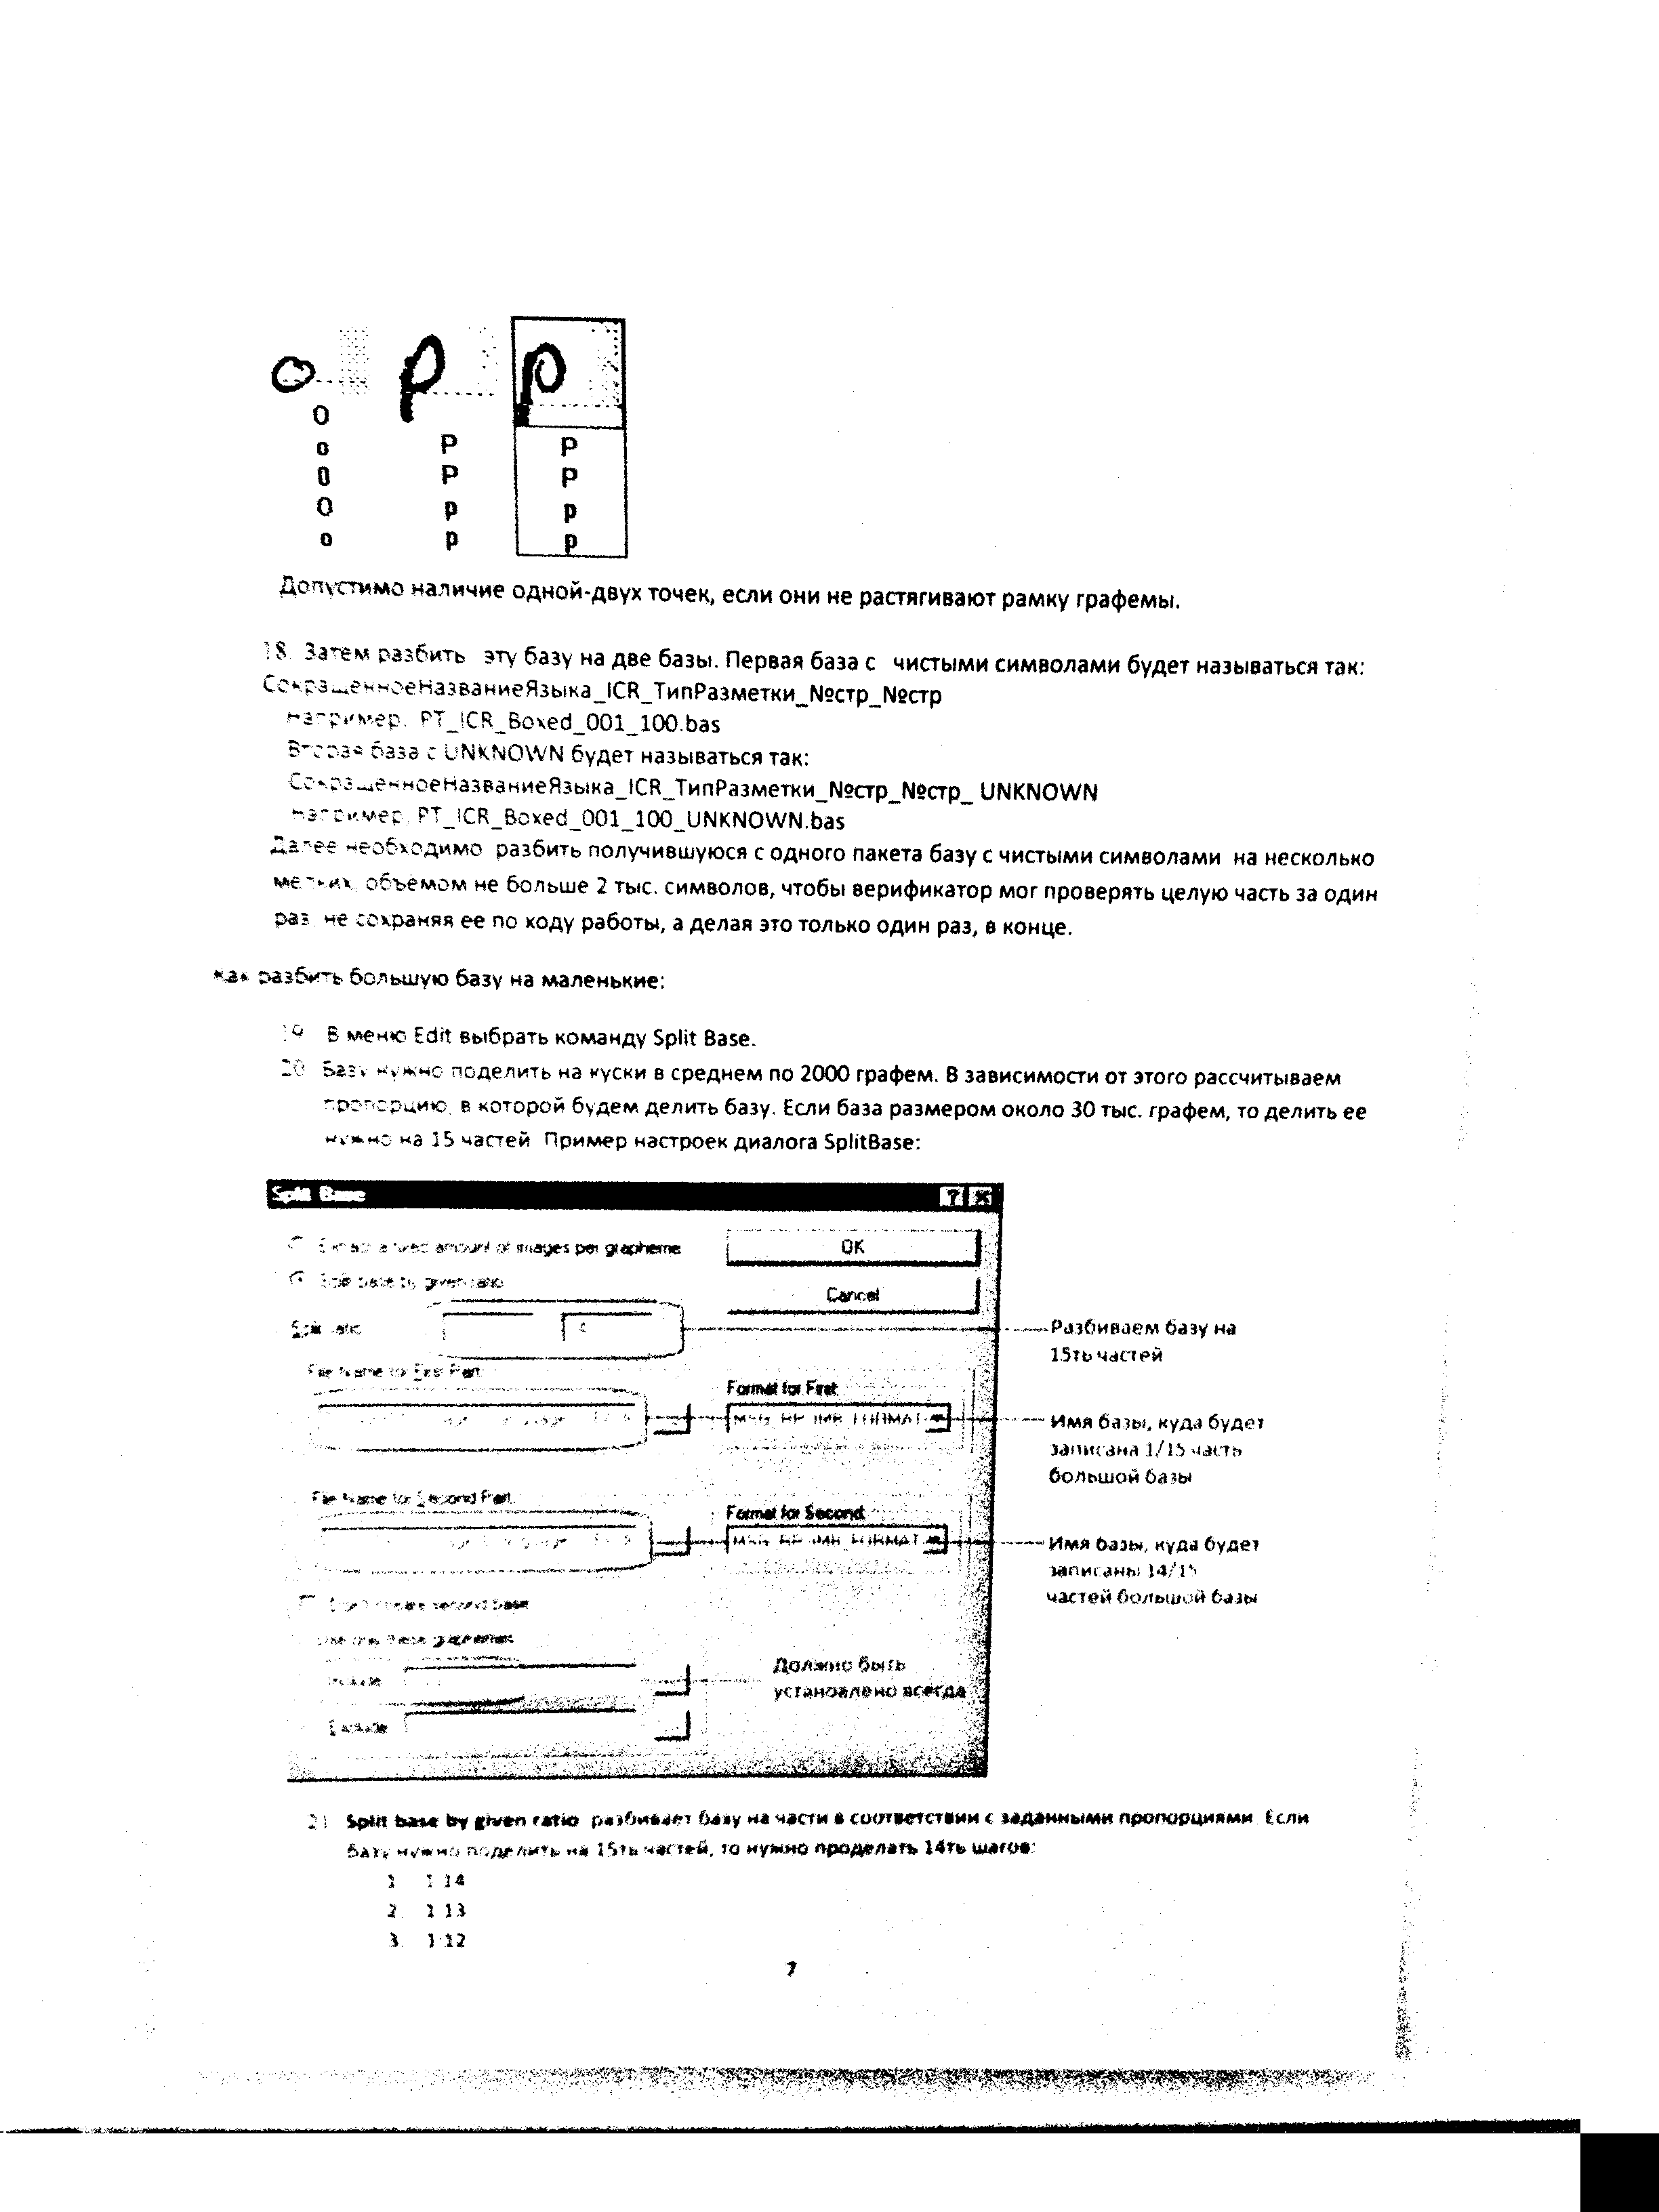 o p p
O P P
o P P
0 p p
O p p
o
Допустимо наличие одной-двух точек, если они не растягивают рамку графемы.
18. Затем разбить эту базу на две базы. Первая база с чистыми символами будет называться так:
СокращенноеНазваниеЯзыка_ICR_ТипРазметки_№стр_№стр
Например, PT_ICR_Boxed_001_100.bas
Вторая база с UNKNOWN будет называться так:
СокращенноеНазваниеЯзыка_ICR_ТипРазметки_№стр_№стр_ UNKNOWN
Например, PT_ICR_Boxed_001_100_UNKNOWN.bas
Далее необходимо разбить получившуюся с одного пакета базу с чистыми символами на несколько
мелких, объемом не больше 2 тыс. символов, чтобы верификатор мог проверять целую часть за один
раз, не сохраняя ее по ходу работы, а делая это только один раз, в конце.
Как разбить большую базу на маленькие:
19. В меню Edit выбрать команду Split Base.
20. Базу нужно поделить на куски в среднем по 2000 графем. В зависимости от этого рассчитываем
пропорцию, в которой будем делить базу. Если база размером около 30 тыс. графем, то делить ее
нужно на 15 частей. Пример настроек диалога SplitBase:
Split Base
Extract a fixed amount of images per grapheme OK
Split base by given ratio Cancel
Split ratio
Разбиваем базу на
15ть частей
File Name for First Part
Format for First
Имя базы, куда будет
записана 1/15 часть
большой базы
File Name for Second Part
Format for Second
Имя базы, куда будет
записаны 14/15
частей большой базы
Don't create second base
Use only these graphemes
Include
Должно быть
установлено всегда
Exclude
21. Split base by given ratio разбивает базу на части в соответствии с заданными пропорциями. Если
базу нужно поделить на 15ть частей, то нужно проделать 14ть шагов:
1. 1:14
2. 1:13
3. 1:12
7